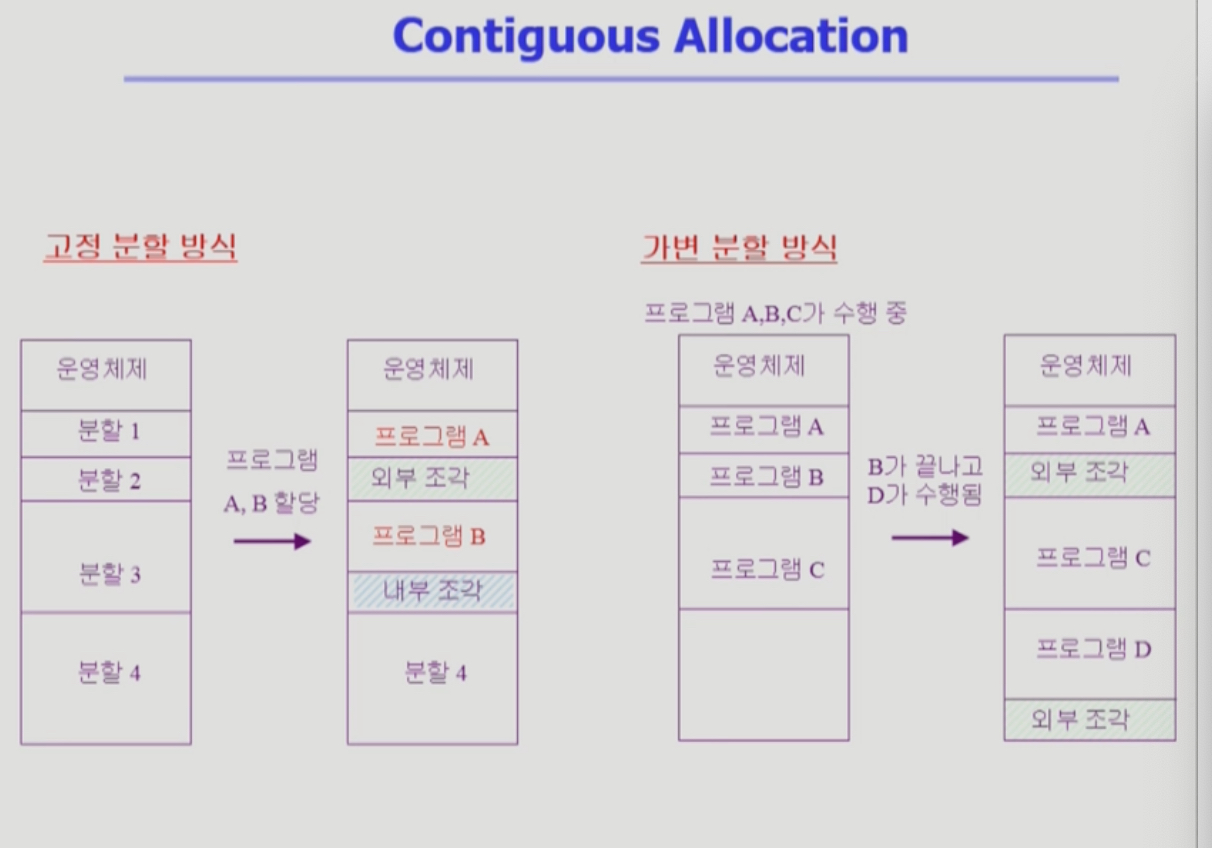 Contiguous Allocation
고정 분할 방식
운영체제
분할 1
분할 2
분할 3
분할 4
프로그램
A, B 할당
운영체제
프로그램 A
외부 조각
프로그램 B
내부 조각
분할 4
가변 분할 방식
프로그램 A,B,C가 수행 중
운영체제
프로그램 A
프로그램 B
프로그램 C
B가 끝나고
D가 수행됨
운영체제
프로그램 A
외부 조각
프로그램 C
프로그램 D
외부 조각